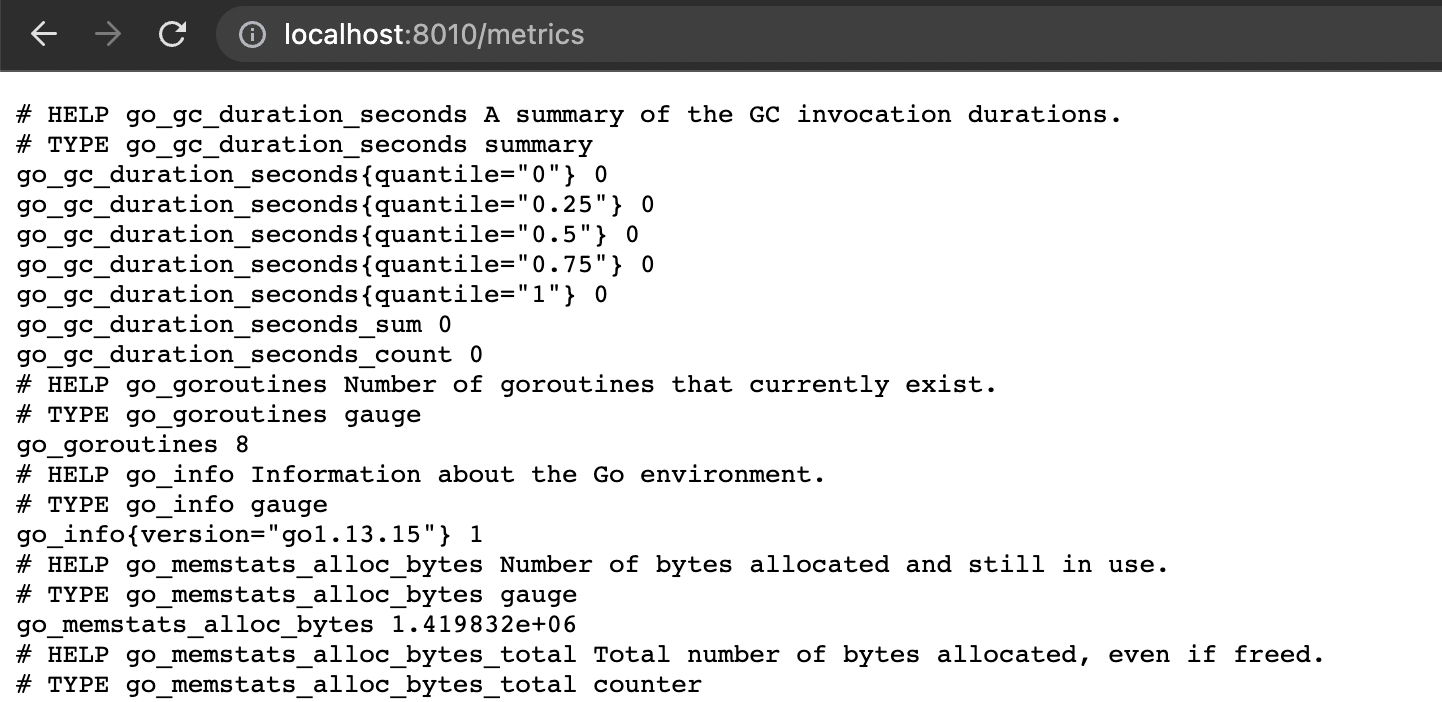 localhost:8010/metrics
# HELP go_gc_duration_seconds A summary of the GC invocation durations.
# TYPE go_gc_duration_seconds summary
go_gc_duration_seconds{quantile="0"} 0
go_gc_duration_seconds{quantile="0.25"} 0
go_gc_duration_seconds{quantile="0.5"} 0
go_gc_duration_seconds{quantile="0.75"} 0
go_gc_duration_seconds{quantile="1"} 0
go_gc_duration_seconds_sum 0
go_gc_duration_seconds_count 0
# HELP go_goroutines Number of goroutines that currently exist.
# TYPE go_goroutines gauge
go_goroutines 8
# HELP go_info Information about the Go environment.
# TYPE go_info gauge
go_info{version="go1.13.15"} 1
# HELP go_memstats_alloc_bytes Number of bytes allocated and still in use.
# TYPE go_memstats_alloc_bytes gauge
go_memstats_alloc_bytes 1.419832e+06
# HELP go_memstats_alloc_bytes_total Total number of bytes allocated, even if freed.
# TYPE go_memstats_alloc_bytes_total counter